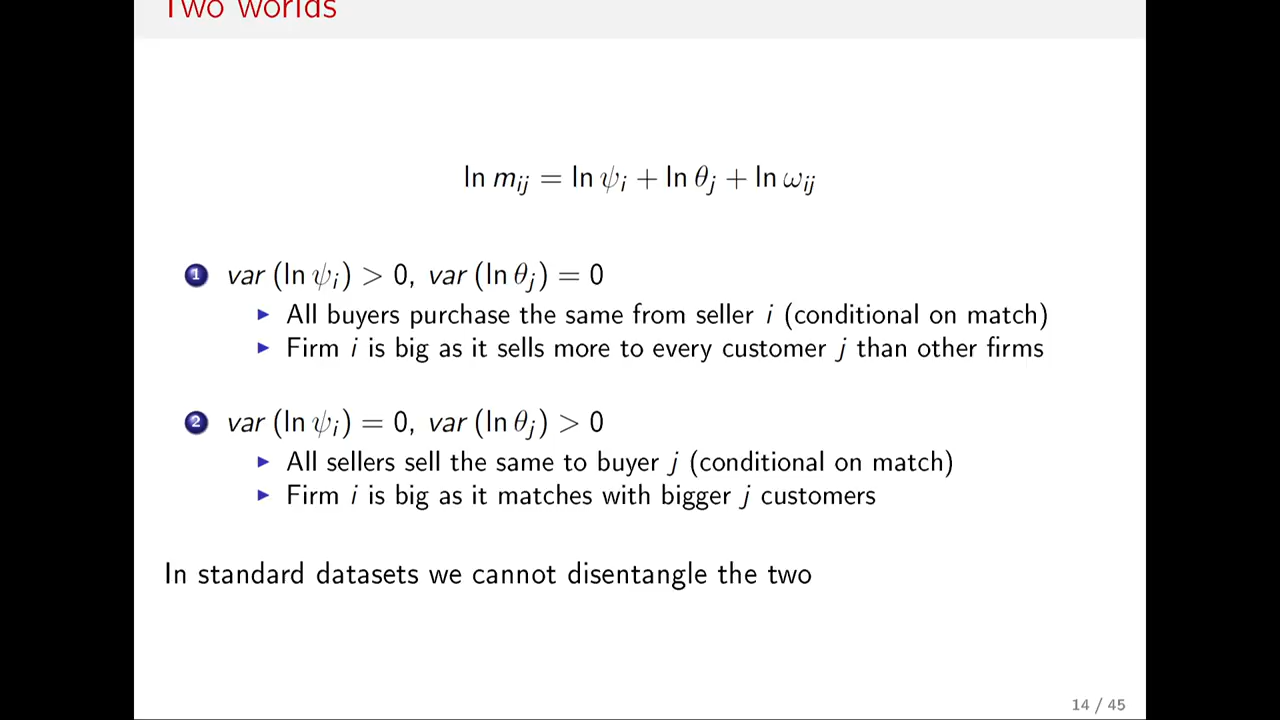 Two worlds
ln m_ij = ln ψ_i + ln θ_j + ln ω_ij
1 var (ln ψ_i) > 0, var (ln θ_j) = 0
▶ All buyers purchase the same from seller i (conditional on match)
▶ Firm i is big as it sells more to every customer j than other firms
2 var (ln ψ_i) = 0, var (ln θ_j) > 0
▶ All sellers sell the same to buyer j (conditional on match)
▶ Firm i is big as it matches with bigger j customers
In standard datasets we cannot disentangle the two
14 / 45